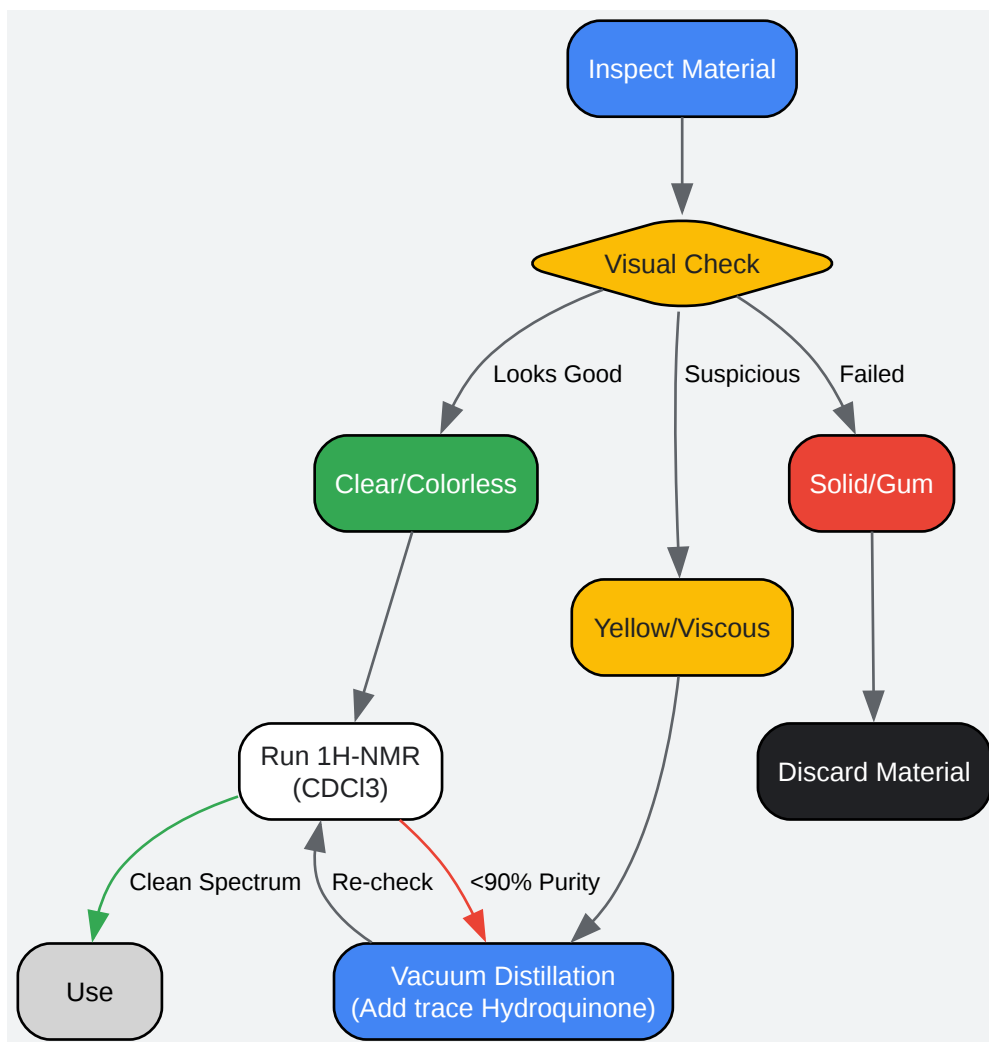 Inspect Material
Visual Check
Looks Good
Suspicious
Failed
Clear/Colorless
Solid/Gum
Yellow/Viscous
Run 1H-NMR
(CDCl3)
Discard Material
Clean Spectrum
Re-check
<90% Purity
Use
Vacuum Distillation
(Add trace Hydroquinone)